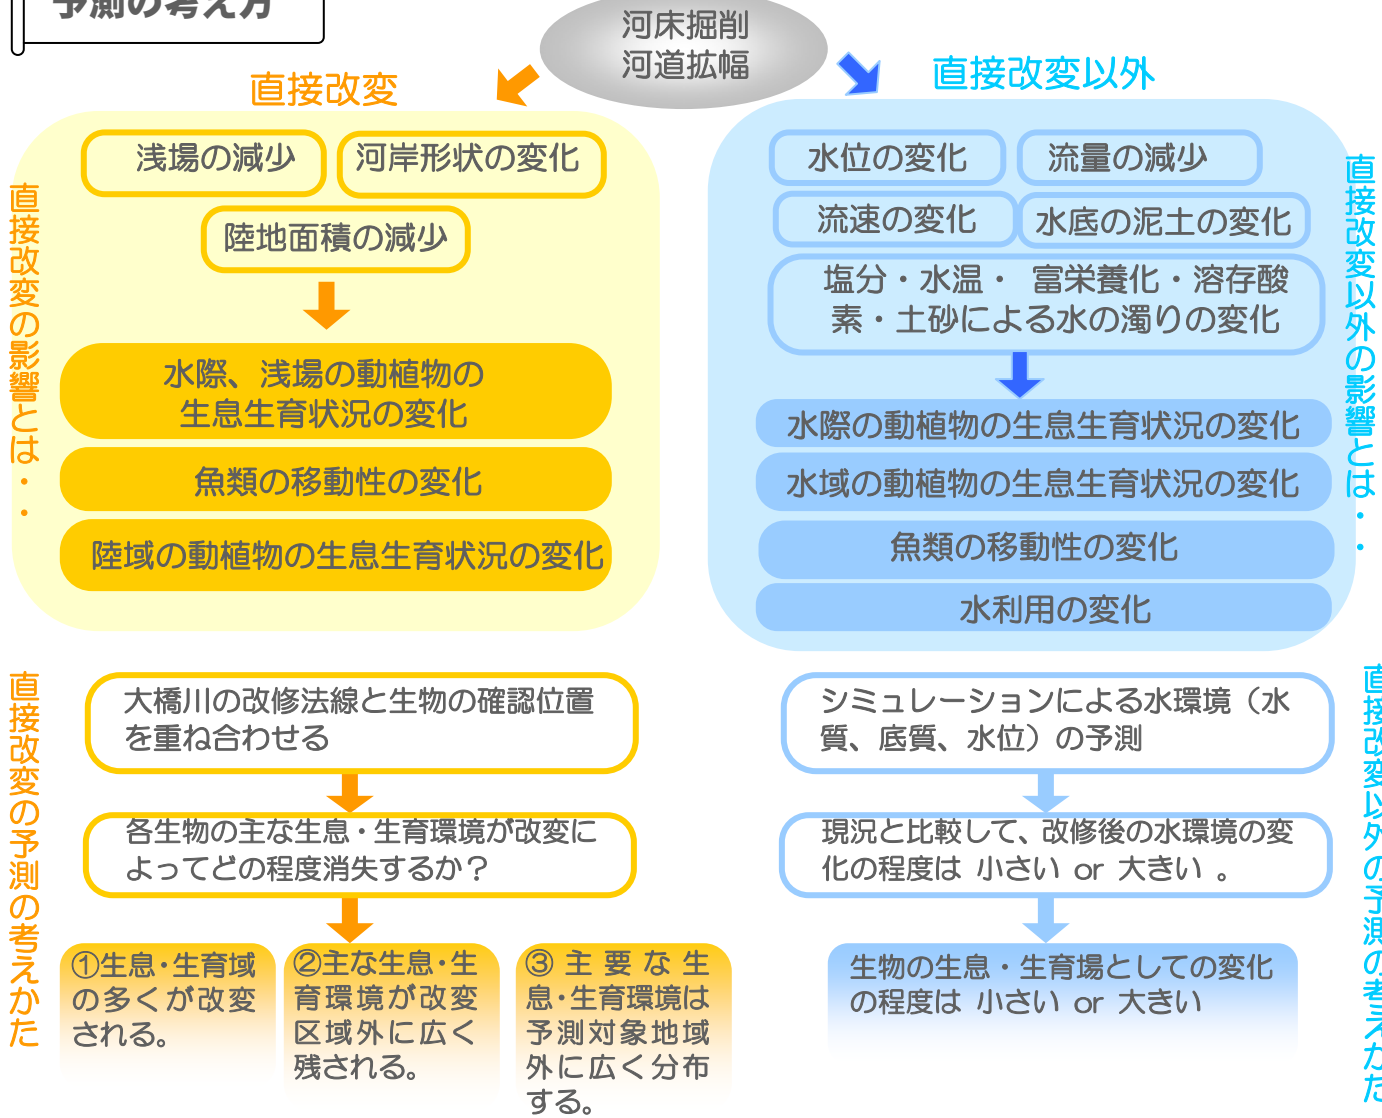 予測の考え方
河床掘削
河道拡幅
直接改変
直接改変以外
直接改変の影響とは・・
浅場の減少
河岸形状の変化
陸地面積の減少
水際、浅場の動植物の
生息生育状況の変化
魚類の移動性の変化
陸域の動植物の生息生育状況の変化
水位の変化
流量の減少
流速の変化
水底の泥土の変化
塩分・水温・ 富栄養化・溶存酸
素・土砂による水の濁りの変化
水際の動植物の生息生育状況の変化
水域の動植物の生息生育状況の変化
魚類の移動性の変化
水利用の変化
直接改変以外の影響とは・・
直接改変の予測の考えかた
大橋川の改修法線と生物の確認位置
を重ね合わせる
各生物の主な生息・生育環境が改変に
よってどの程度消失するか？
①生息・生育域
の多くが改変
される。
②主な生息・生
育環境が改変
区域外に広く
残される。
③主要な生
息・生育環境は
予測対象地域
外に広く分布
する。
シミュレーションによる水環境（水
質、底質、水位）の予測
現況と比較して、改修後の水環境の変
化の程度は 小さい or 大きい 。
生物の生息・生育場としての変化
の程度は 小さい or 大きい
直接改変以外の予測の考えかた